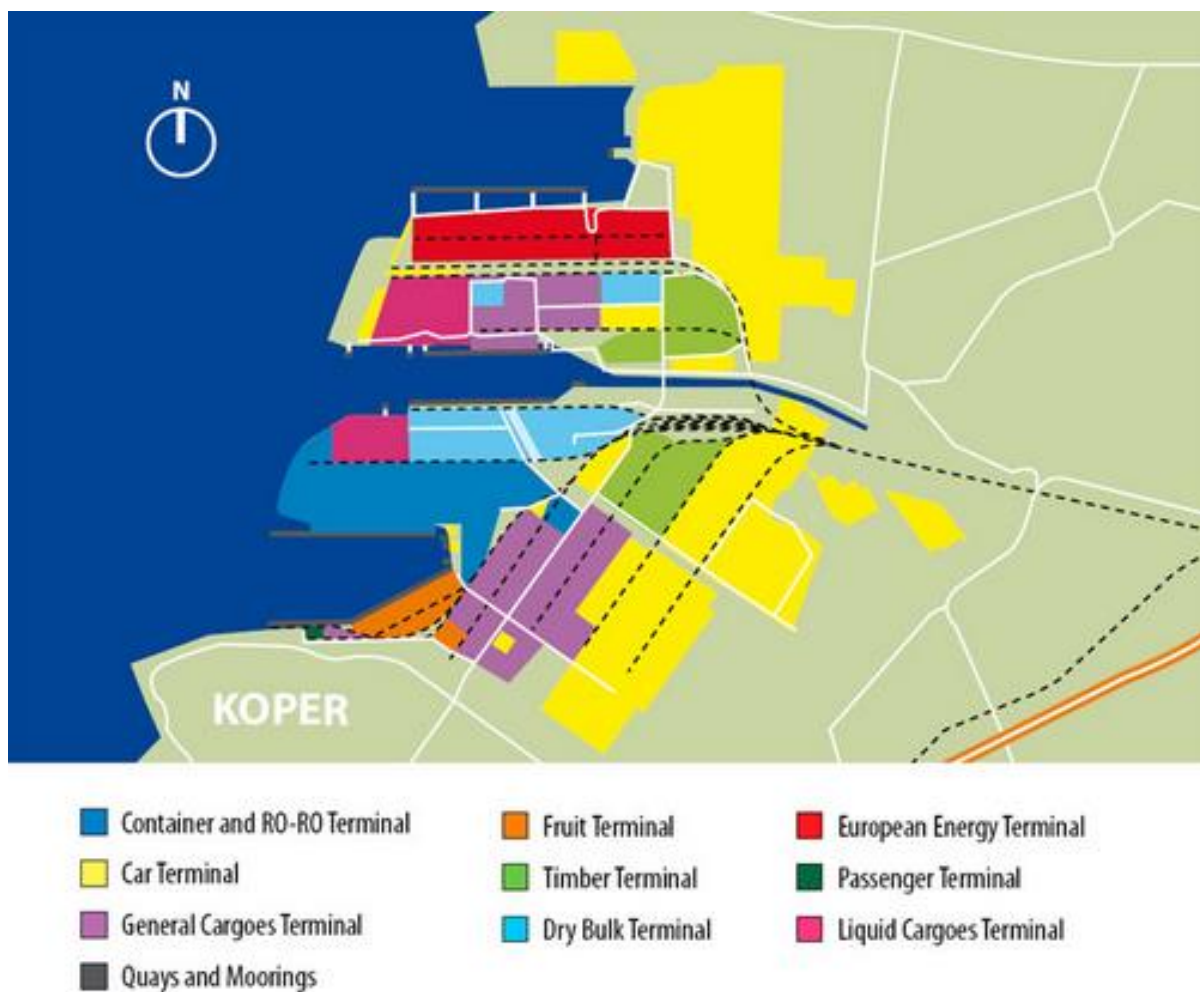 N
KOPER
Container and RO-RO Terminal
Car Terminal
General Cargoes Terminal
Quays and Moorings
Fruit Terminal
Timber Terminal
Dry Bulk Terminal
European Energy Terminal
Passenger Terminal
Liquid Cargoes Terminal